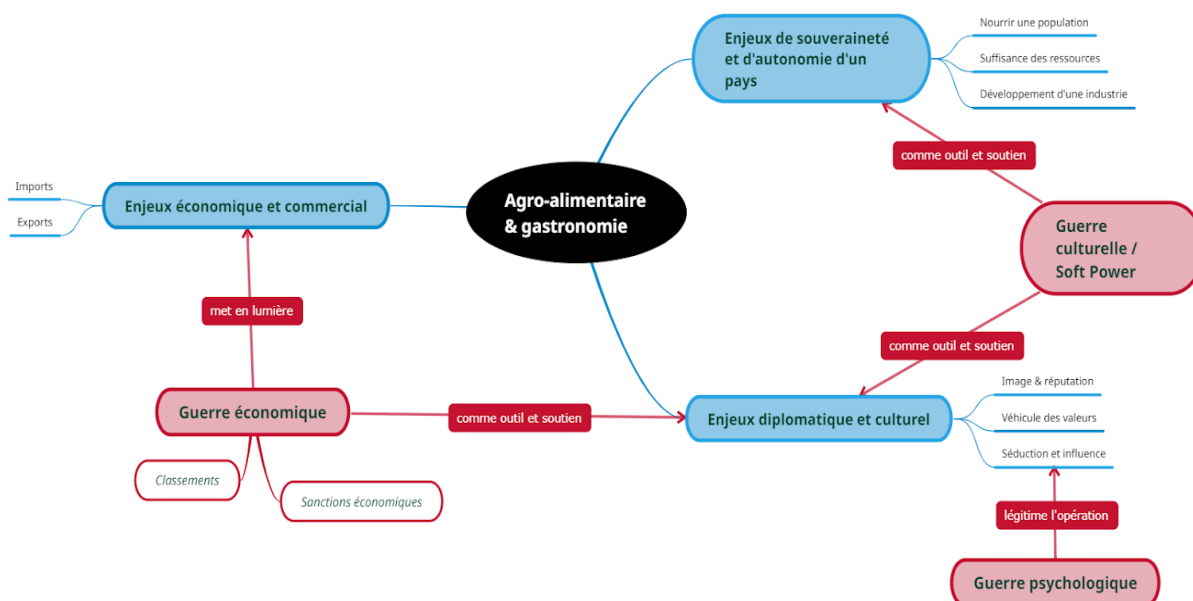 Nourrir une population
Enjeux de souveraineté
et d'autonomie d'un
pays
Suffisance des ressources
Développement d'une industrie
comme outil et soutien
Imports
Enjeux économique et commercial
Exports
Agro-alimentaire
& gastronomie
Guerre
culturelle /
Soft Power
met en lumière
comme outil et soutien
Image & réputation
Guerre économique
comme outil et soutien
Enjeux diplomatique et culturel
Véhicule des valeurs
Séduction et influence
Classements
Sanctions économiques
légitime l'opération
Guerre psychologique